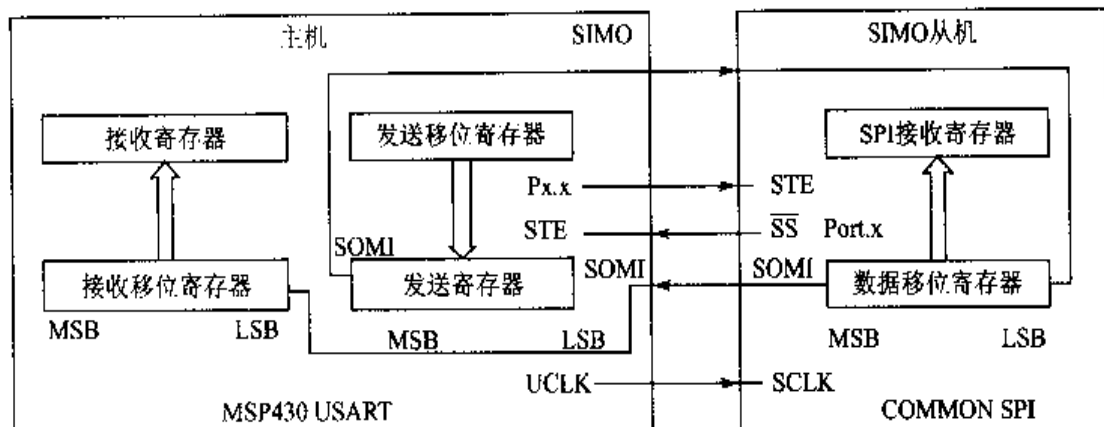 主机 SIMO SIMO从机
接收寄存器 发送移位寄存器 SPI接收寄存器
Px.x STE
STE SS Port.x
SOMI SOMI SOMI
接收移位寄存器 发送寄存器 数据移位寄存器
MSB LSB MSB LSB MSB LSB
UCLK SCLK
MSP430 USART COMMON SPI